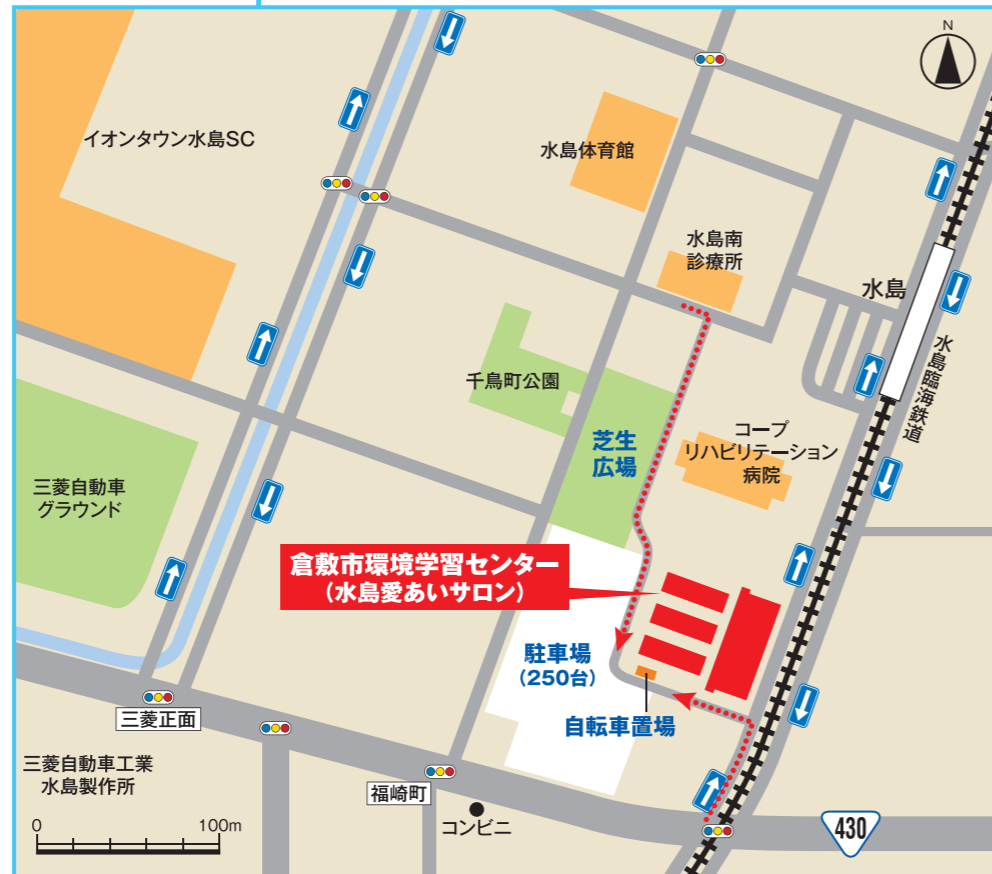 N
イオンタウン水島SC
水島体育館
水島南
診療所
水島
水島臨海鉄道
千鳥町公園
芝生
広場
コープ
リハビリテーション
病院
三菱自動車
グラウンド
倉敷市環境学習センター
(水島愛あいサロン)
駐車場
(250台)
自転車置場
三菱正面
三菱自動車工業
水島製作所
福崎町
コンビニ
430
0
100m